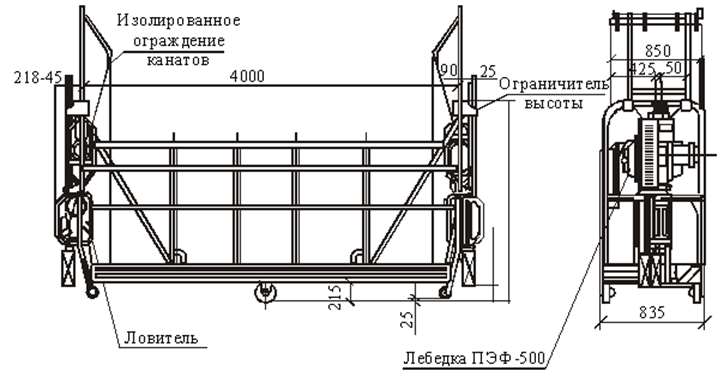 Изолированное
ограждение
канатов
218-45
4000
90
25
Ограничитель
высоты
850
425
50
215
25
835
Ловитель
Лебедка ПЭФ-500